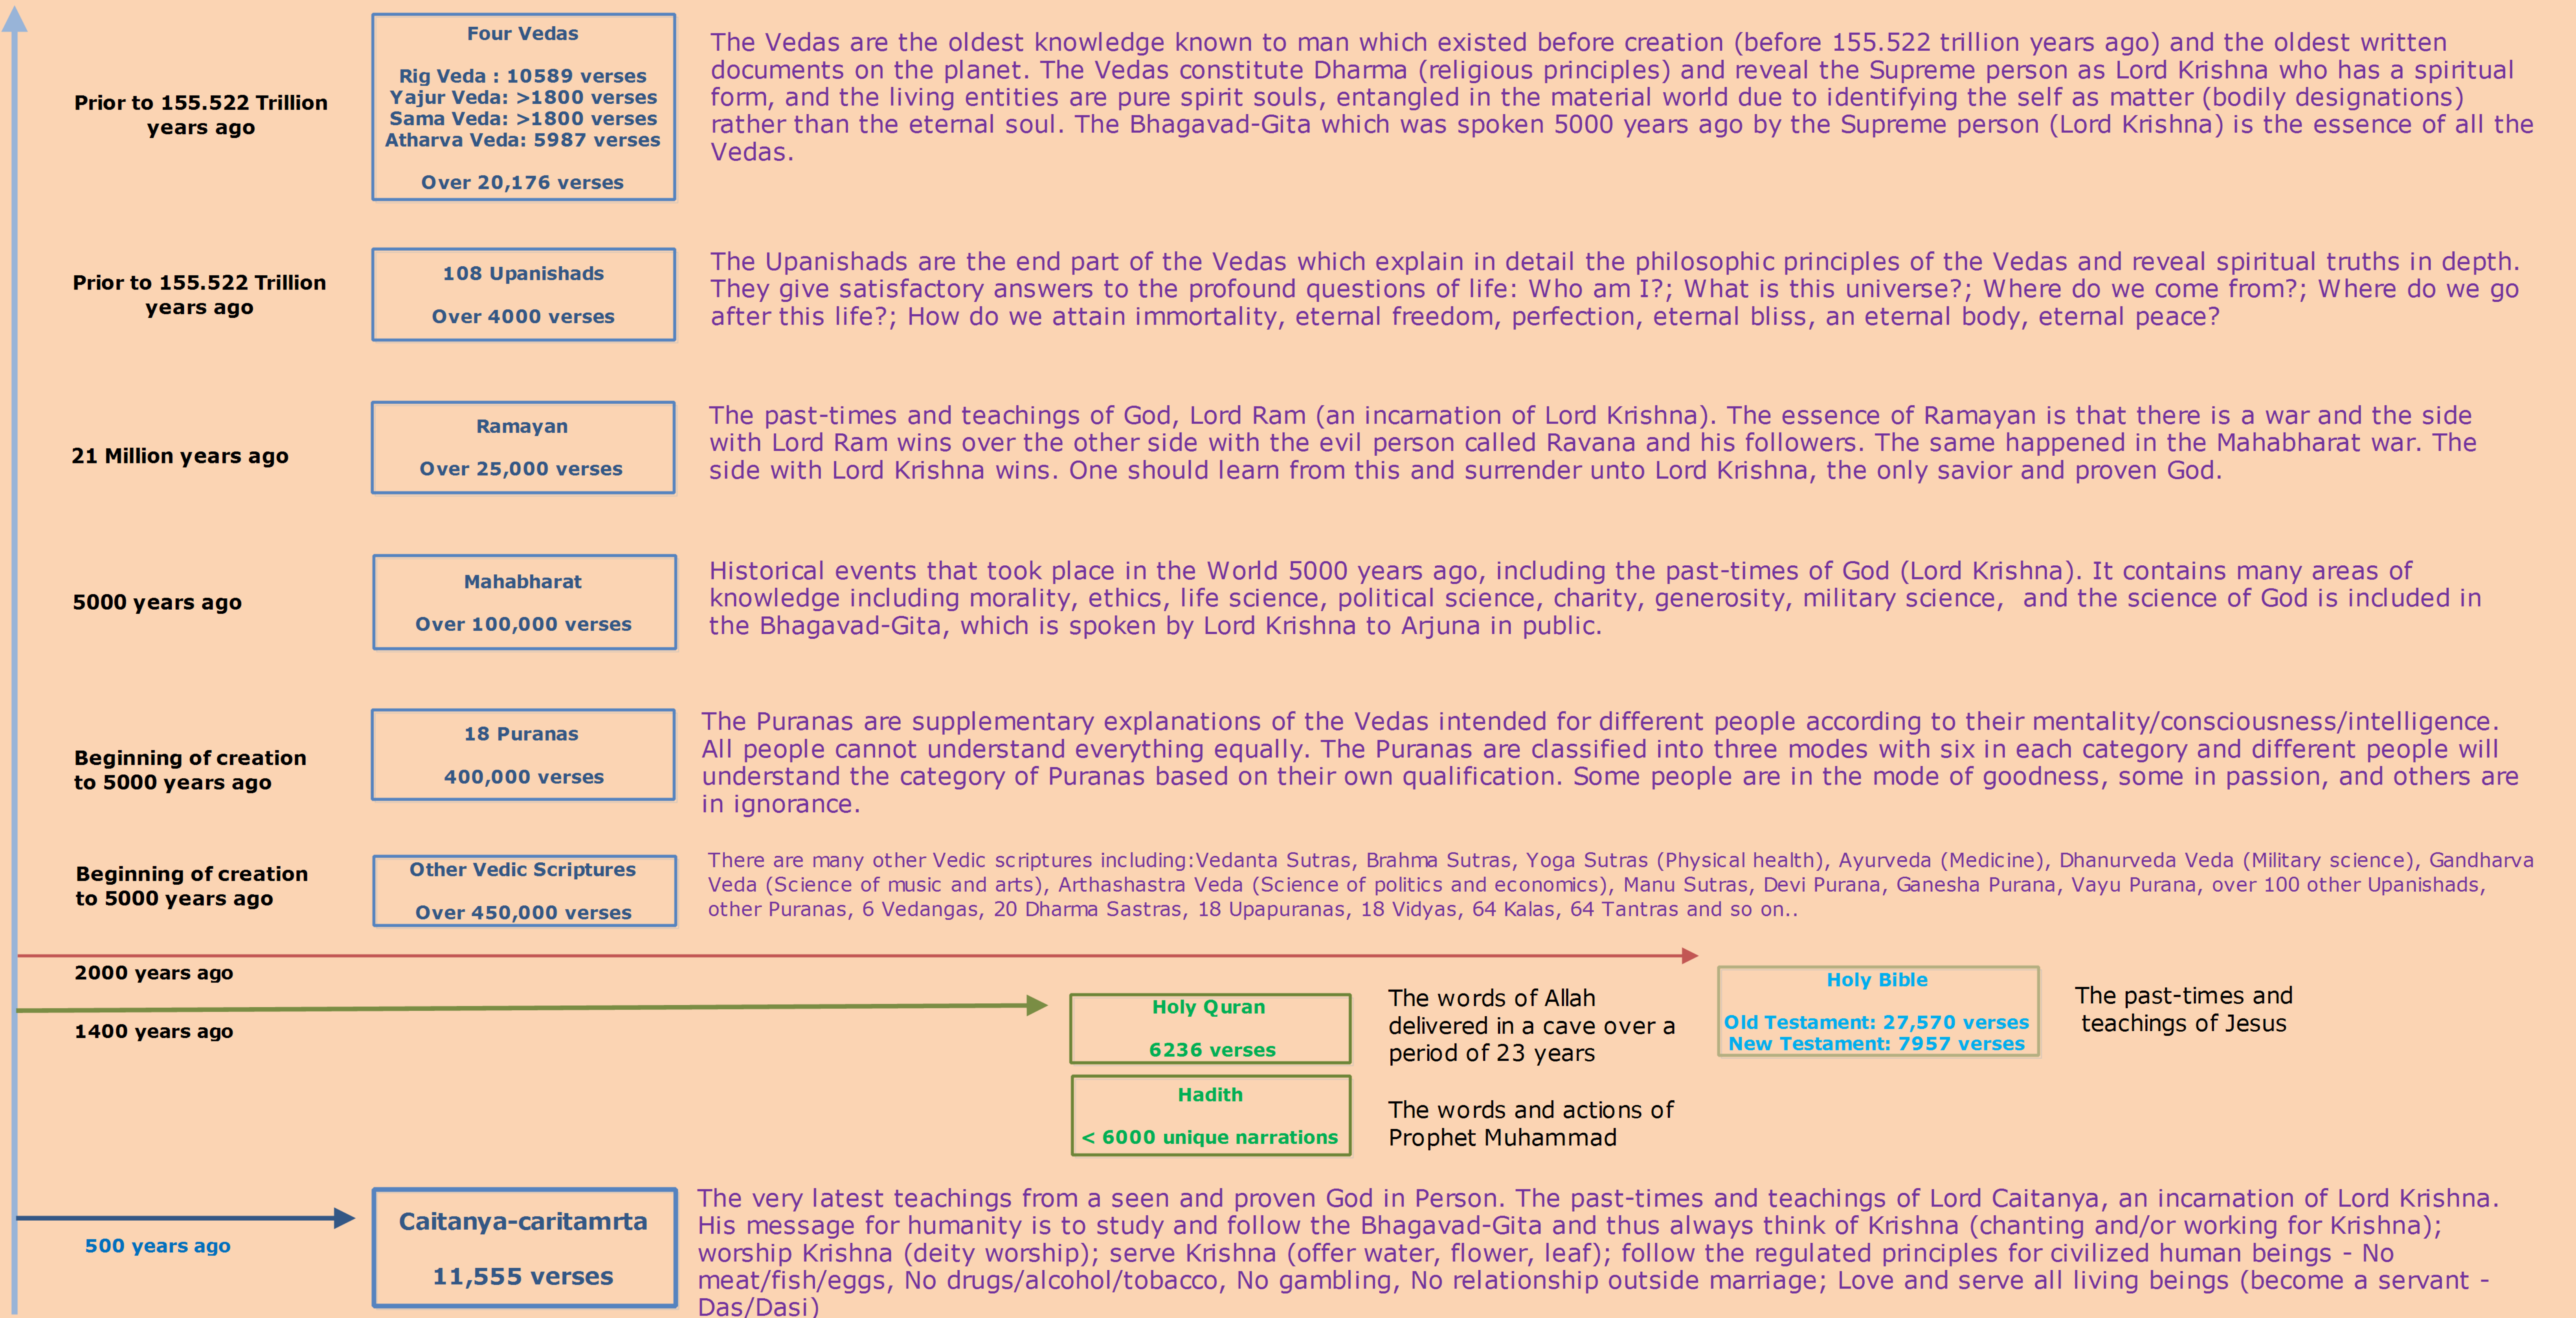 Four Vedas
Rig Veda : 10589 verses
Yajur Veda: >1800 verses
Sama Veda: >1800 verses
Atharva Veda: 5987 verses
Over 20,176 verses
Prior to 155.522 Trillion
years ago
The Vedas are the oldest knowledge known to man which existed before creation (before 155.522 trillion years ago) and the oldest written
documents on the planet. The Vedas constitute Dharma (religious principles) and reveal the Supreme person as Lord Krishna who has a spiritual
form, and the living entities are pure spirit souls, entangled in the material world due to identifying the self as matter (bodily designations)
rather than the eternal soul. The Bhagavad-Gita which was spoken 5000 years ago by the Supreme person (Lord Krishna) is the essence of all the
Vedas.
Prior to 155.522 Trillion
years ago
108 Upanishads
Over 4000 verses
The Upanishads are the end part of the Vedas which explain in detail the philosophic principles of the Vedas and reveal spiritual truths in depth.
They give satisfactory answers to the profound questions of life: Who am I?; What is this universe?; Where do we come from?; Where do we go
after this life?; How do we attain immortality, eternal freedom, perfection, eternal bliss, an eternal body, eternal peace?
21 Million years ago
Ramayan
Over 25,000 verses
The past-times and teachings of God, Lord Ram (an incarnation of Lord Krishna). The essence of Ramayan is that there is a war and the side
with Lord Ram wins over the other side with the evil person called Ravana and his followers. The same happened in the Mahabharat war. The
side with Lord Krishna wins. One should learn from this and surrender unto Lord Krishna, the only savior and proven God.
5000 years ago
Mahabharat
Over 100,000 verses
Historical events that took place in the World 5000 years ago, including the past-times of God (Lord Krishna). It contains many areas of
knowledge including morality, ethics, life science, political science, charity, generosity, military science,  and the science of God is included in
the Bhagavad-Gita, which is spoken by Lord Krishna to Arjuna in public.
Beginning of creation
to 5000 years ago
18 Puranas
400,000 verses
The Puranas are supplementary explanations of the Vedas intended for different people according to their mentality/consciousness/intelligence.
All people cannot understand everything equally. The Puranas are classified into three modes with six in each category and different people will
understand the category of Puranas based on their own qualification. Some people are in the mode of goodness, some in passion, and others are
in ignorance.
Beginning of creation
to 5000 years ago
Other Vedic Scriptures
Over 450,000 verses
There are many other Vedic scriptures including:Vedanta Sutras, Brahma Sutras, Yoga Sutras (Physical health), Ayurveda (Medicine), Dhanurveda Veda (Military science), Gandharva
Veda (Science of music and arts), Arthashastra Veda (Science of politics and economics), Manu Sutras, Devi Purana, Ganesha Purana, Vayu Purana, over 100 other Upanishads,
other Puranas, 6 Vedangas, 20 Dharma Sastras, 18 Upapuranas, 18 Vidyas, 64 Kalas, 64 Tantras and so on..
2000 years ago
Holy Bible
Old Testament: 27,570 verses
New Testament: 7957 verses
The past-times and
teachings of Jesus
1400 years ago
Holy Quran
6236 verses
The words of Allah
delivered in a cave over a
period of 23 years
Hadith
< 6000 unique narrations
The words and actions of
Prophet Muhammad
500 years ago
Caitanya-caritamrta
11,555 verses
The very latest teachings from a seen and proven God in Person. The past-times and teachings of Lord Caitanya, an incarnation of Lord Krishna.
His message for humanity is to study and follow the Bhagavad-Gita and thus always think of Krishna (chanting and/or working for Krishna);
worship Krishna (deity worship); serve Krishna (offer water, flower, leaf); follow the regulated principles for civilized human beings - No
meat/fish/eggs, No drugs/alcohol/tobacco, No gambling, No relationship outside marriage; Love and serve all living beings (become a servant -
Das/Dasi)